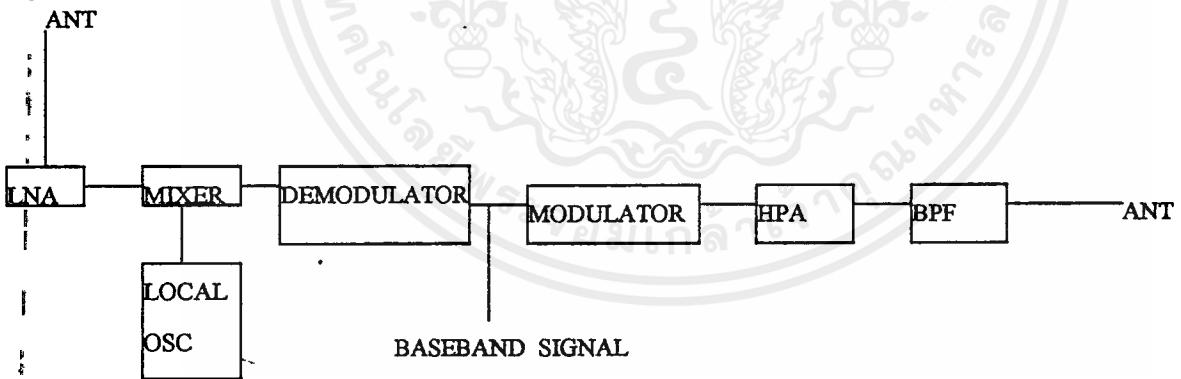 ANT
LNA
MIXER
DEMODULATOR
MODULATOR
HPA
BPF
ANT
LOCAL
OSC
BASEBAND SIGNAL